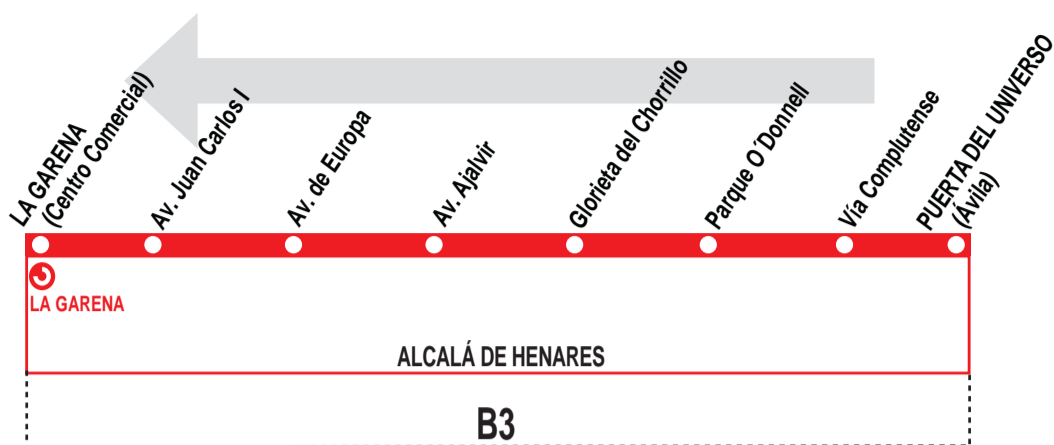 LA GARENA
(Centro Comercial)
Av. Juan Carlos I
Av. de Europa
Av. Ajalvir
Glorieta del Chorrillo
Parque O´Donnell
Vía Complutense
PUERTA DEL UNIVERSO
(Ávila)
LA GARENA
ALCALÁ DE HENARES
B3